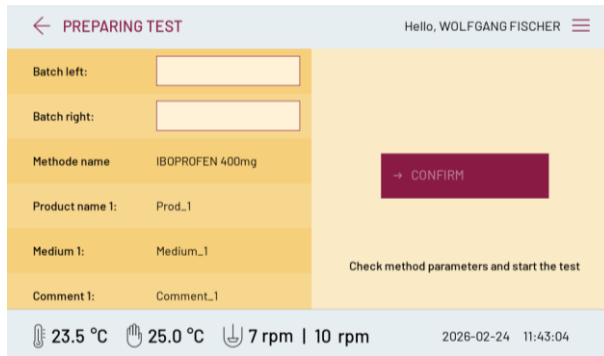 ← PREPARING TEST
Hello, WOLFGANG FISCHER
Batch left:
Batch right:
Methode name IBOPROFEN 400mg
Product name 1: Prod_1
Medium 1: Medium_1
Comment 1: Comment_1
→ CONFIRM
Check method parameters and start the test
23.5 °C 25.0 °C 7 rpm | 10 rpm 2026-02-24 11:43:04